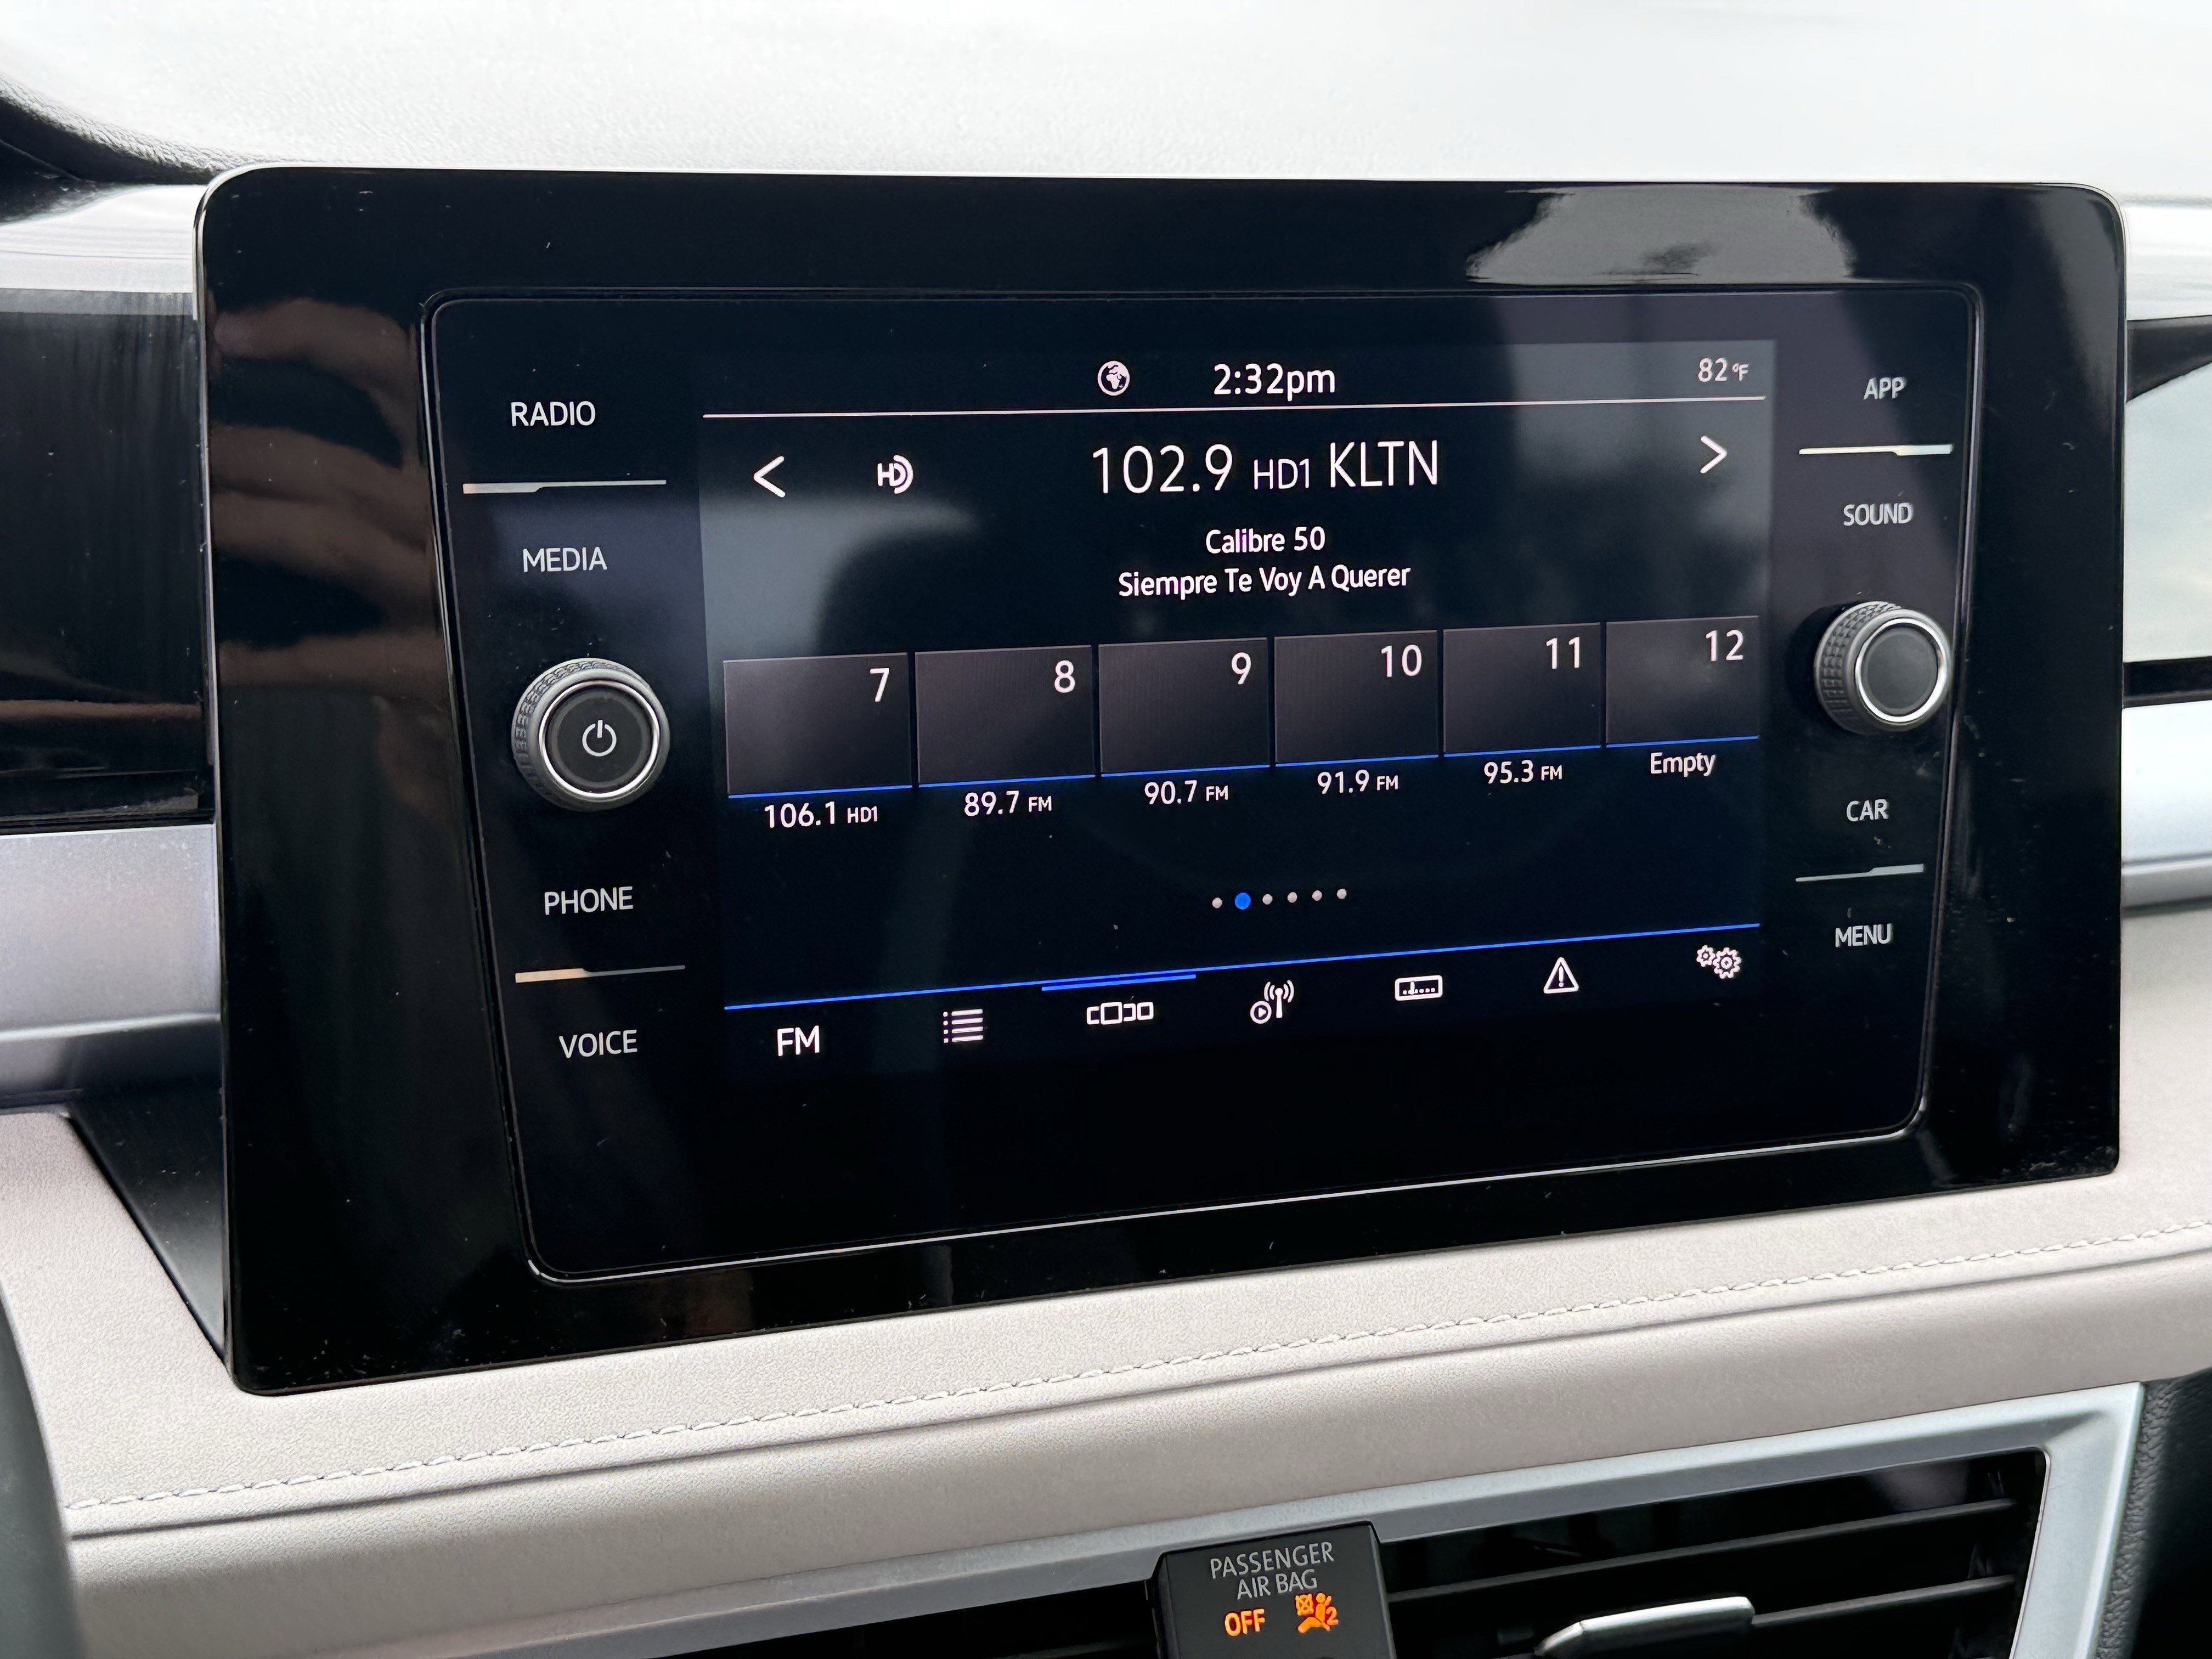 RADIO
MEDIA
PHONE
VOICE
2:32pm
82°F
102.9 HD1 KLTN
HD
Calibre 50
Siempre Te Voy A Querer
7
8
9
10
11
12
106.1 HD1
89.7 FM
90.7 FM
91.9 FM
95.3 FM
Empty
FM
APP
SOUND
CAR
MENU
PASSENGER
AIR BAG
OFF
2